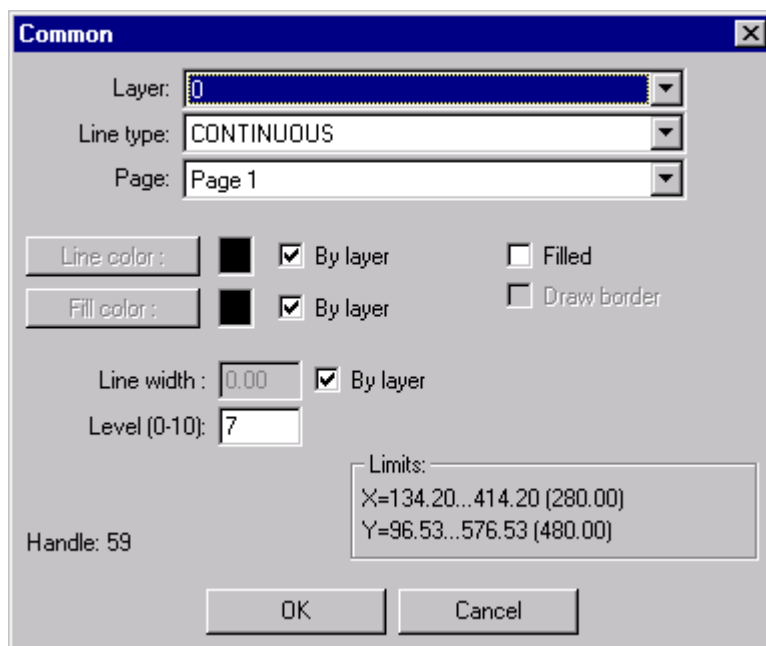 Common
Layer: 0
Line type: CONTINUOUS
Page: Page 1
Line color : By layer Filled
Fill color : By layer Draw border
Line width : 0.00 By layer
Level (0-10): 7
Limits:
X=134.20...414.20 (280.00)
Y=96.53...576.53 (480.00)
Handle: 59
OK Cancel